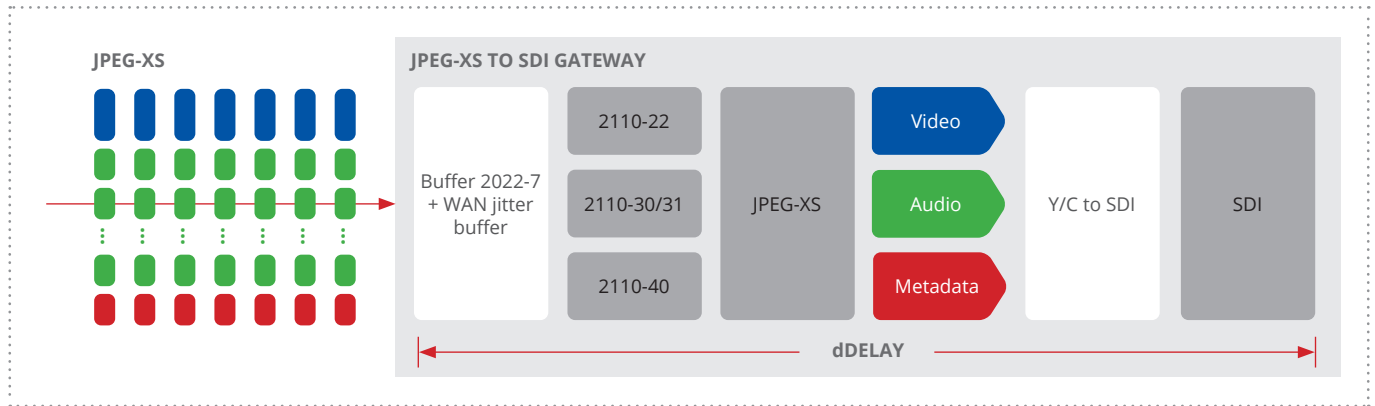 JPEG-XS
JPEG-XS TO SDI GATEWAY
Buffer 2022-7
+ WAN jitter
buffer
2110-22
2110-30/31
2110-40
JPEG-XS
Video
Audio
Metadata
Y/C to SDI
SDI
dDELAY